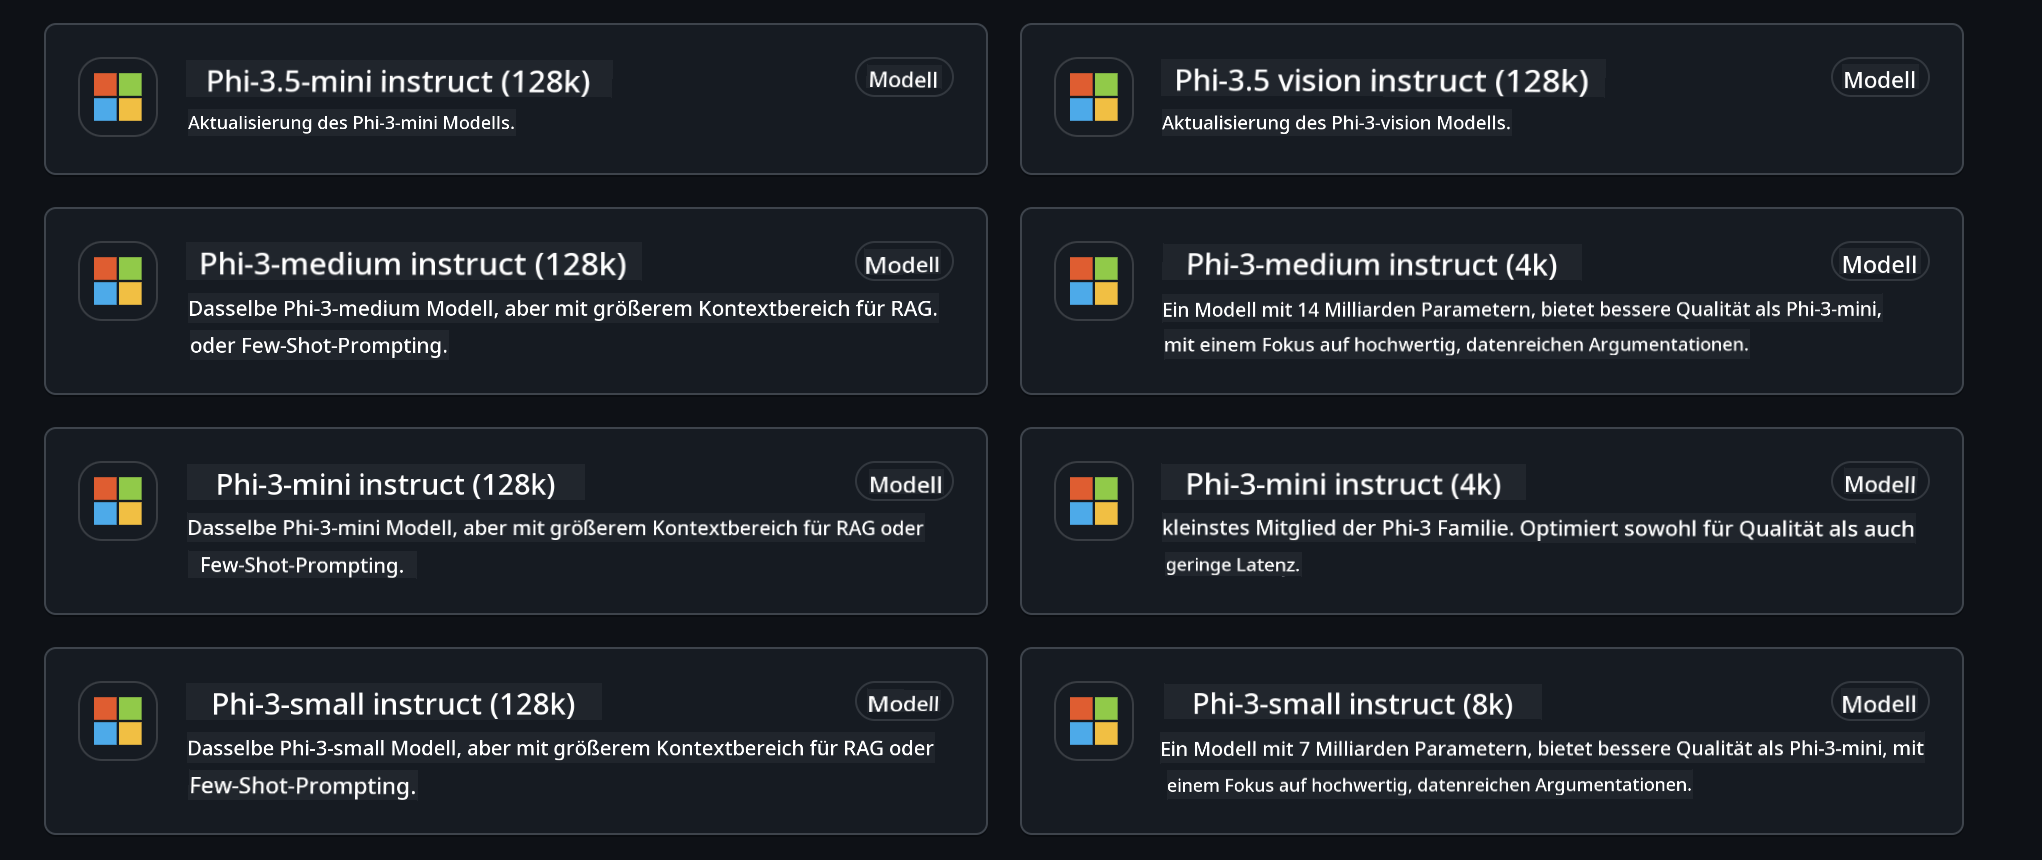 Phi-3.5-mini instruct (128k)
Modell
Aktualisierung des Phi-3-mini Modells.
Phi-3.5 vision instruct (128k)
Modell
Aktualisierung des Phi-3-vision Modells.
Phi-3-medium instruct (128k)
Modell
Dasselbe Phi-3-medium Modell, aber mit größerem Kontextbereich für RAG.
oder Few-Shot-Prompting.
Phi-3-medium instruct (4k)
Modell
Ein Modell mit 14 Milliarden Parametern, bietet bessere Qualität als Phi-3-mini,
mit einem Fokus auf hochwertig, datenreichen Argumentationen.
Phi-3-mini instruct (128k)
Modell
Dasselbe Phi-3-mini Modell, aber mit größerem Kontextbereich für RAG oder
Few-Shot-Prompting.
Phi-3-mini instruct (4k)
Modell
kleinstes Mitglied der Phi-3 Familie. Optimiert sowohl für Qualität als auch
geringe Latenz.
Phi-3-small instruct (128k)
Modell
Dasselbe Phi-3-small Modell, aber mit größerem Kontextbereich für RAG oder
Few-Shot-Prompting.
Phi-3-small instruct (8k)
Modell
Ein Modell mit 7 Milliarden Parametern, bietet bessere Qualität als Phi-3-mini, mit
einem Fokus auf hochwertig, datenreichen Argumentationen.